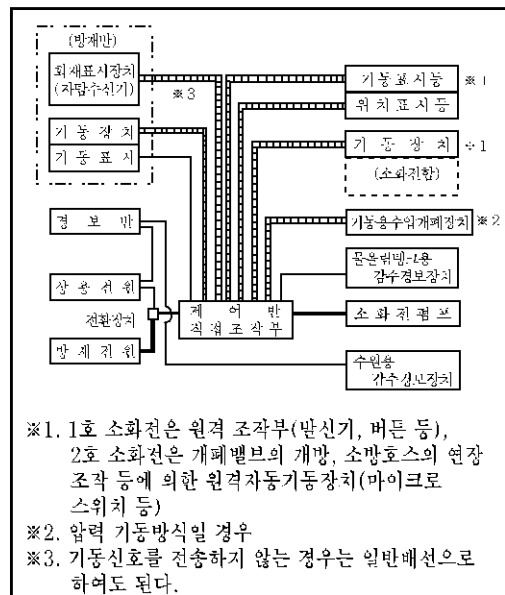 (방재반)
화재표시장치
(자탐수신기)
※3
기동장치
기동표시
경보반
상용전원
전환장치
방재전원
제어반
직접조작부
기동표시등
※1
위치표시등
기동장치
※1
(소화전함)
기동용수압개폐장치
※2
물올림탱크용
감수경보장치
소화전펌프
수원용
감수경보장치
※1. 1호 소화전은 원격 조작부(발신기, 버튼 등),
2호 소화전은 개폐밸브의 개방, 소방호스의 연장
조작 등에 의한 원격자동기동장치(마이크로
스위치 등)
※2. 압력 기동방식일 경우
※3. 기동신호를 전송하지 않는 경우는 일반배선으로
하여도 된다.